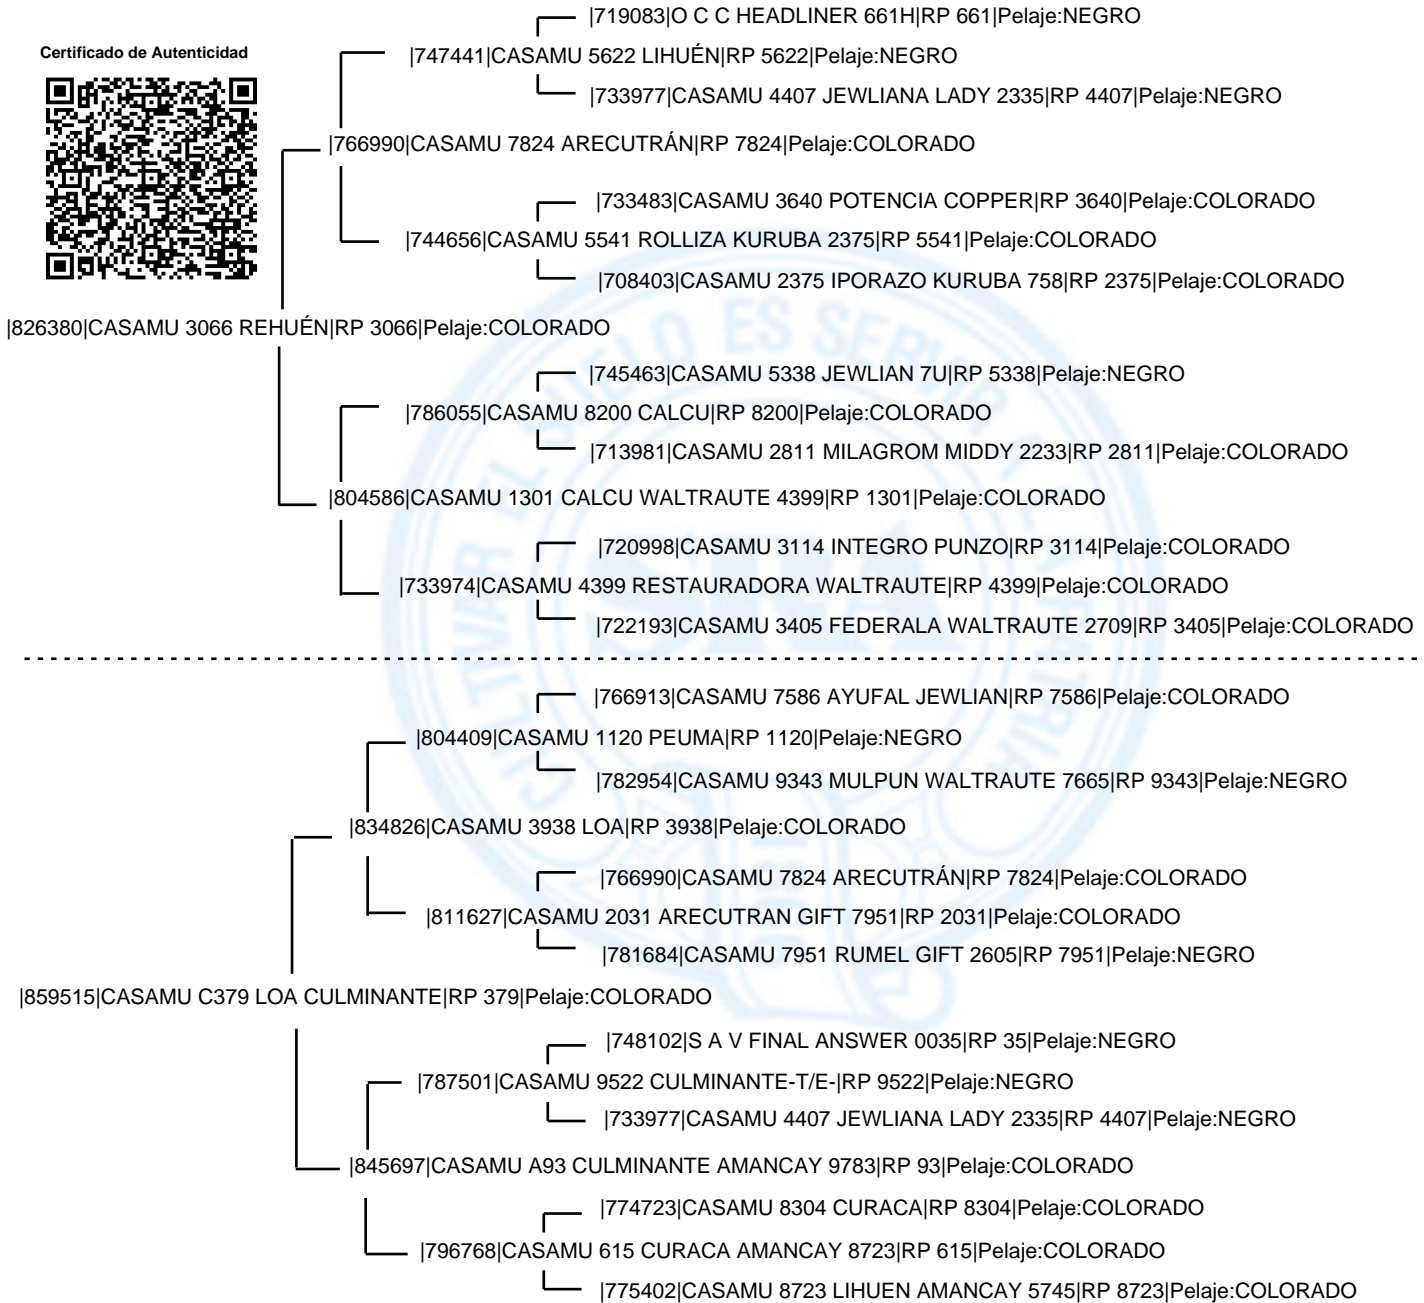 |719083|O C C HEADLINER 661H|RP 661|Pelaje:NEGRO
Certificado de Autenticidad
|747441|CASAMU 5622 LIHUÉN|RP 5622|Pelaje:NEGRO
|733977|CASAMU 4407 JEWLIANA LADY 2335|RP 4407|Pelaje:NEGRO
|766990|CASAMU 7824 ARECUTRÁN|RP 7824|Pelaje:COLORADO
|733483|CASAMU 3640 POTENCIA COPPER|RP 3640|Pelaje:COLORADO
|744656|CASAMU 5541 ROLLIZA KURUBA 2375|RP 5541|Pelaje:COLORADO
|708403|CASAMU 2375 IPORAZO KURUBA 758|RP 2375|Pelaje:COLORADO
|826380|CASAMU 3066 REHUÉN|RP 3066|Pelaje:COLORADO
|745463|CASAMU 5338 JEWLIAN 7U|RP 5338|Pelaje:NEGRO
|786055|CASAMU 8200 CALCU|RP 8200|Pelaje:COLORADO
|713981|CASAMU 2811 MILAGROM MIDDY 2233|RP 2811|Pelaje:COLORADO
|804586|CASAMU 1301 CALCU WALTRAUTE 4399|RP 1301|Pelaje:COLORADO
|720998|CASAMU 3114 INTEGRO PUNZO|RP 3114|Pelaje:COLORADO
|733974|CASAMU 4399 RESTAURADORA WALTRAUTE|RP 4399|Pelaje:COLORADO
|722193|CASAMU 3405 FEDERALA WALTRAUTE 2709|RP 3405|Pelaje:COLORADO
|766913|CASAMU 7586 AYUFAL JEWLIAN|RP 7586|Pelaje:COLORADO
|804409|CASAMU 1120 PEUMA|RP 1120|Pelaje:NEGRO
|782954|CASAMU 9343 MULPUN WALTRAUTE 7665|RP 9343|Pelaje:NEGRO
|834826|CASAMU 3938 LOA|RP 3938|Pelaje:COLORADO
|766990|CASAMU 7824 ARECUTRÁN|RP 7824|Pelaje:COLORADO
|811627|CASAMU 2031 ARECUTRAN GIFT 7951|RP 2031|Pelaje:COLORADO
|781684|CASAMU 7951 RUMEL GIFT 2605|RP 7951|Pelaje:NEGRO
|859515|CASAMU C379 LOA CULMINANTE|RP 379|Pelaje:COLORADO
|748102|S A V FINAL ANSWER 0035|RP 35|Pelaje:NEGRO
|787501|CASAMU 9522 CULMINANTE-T/E-|RP 9522|Pelaje:NEGRO
|733977|CASAMU 4407 JEWLIANA LADY 2335|RP 4407|Pelaje:NEGRO
|845697|CASAMU A93 CULMINANTE AMANCAY 9783|RP 93|Pelaje:COLORADO
|774723|CASAMU 8304 CURACA|RP 8304|Pelaje:COLORADO
|796768|CASAMU 615 CURACA AMANCAY 8723|RP 615|Pelaje:COLORADO
|775402|CASAMU 8723 LIHUEN AMANCAY 5745|RP 8723|Pelaje:COLORADO
CULTIVAR EL SUELO ES SERVIR A LA PATRIA
SRA
1866